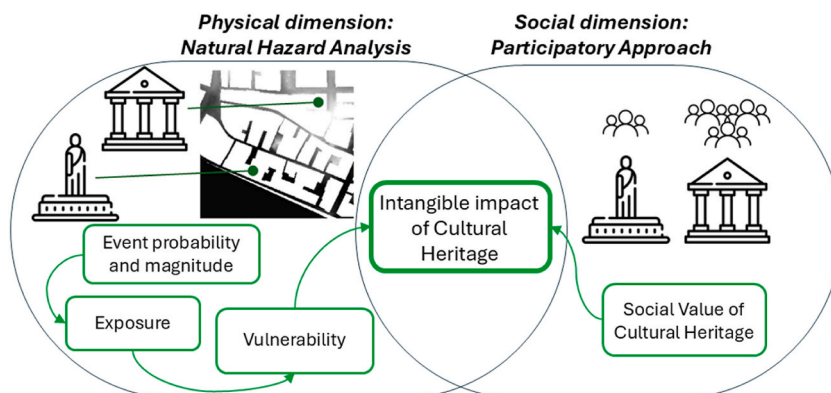 Physical dimension:
Natural Hazard Analysis
Social dimension:
Participatory Approach
Intangible impact
of Cultural
Heritage
Event probability
and magnitude
Exposure
Vulnerability
Social Value of
Cultural Heritage